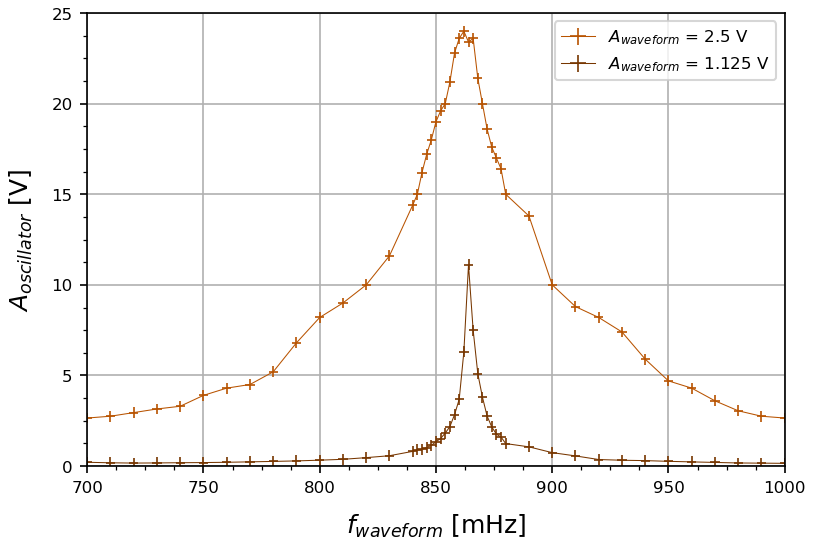 25
20
15
10
5
0
A_oscillator [V]
A_waveform = 2.5 V
A_waveform = 1.125 V
700 750 800 850 900 950 1000
f_waveform [mHz]